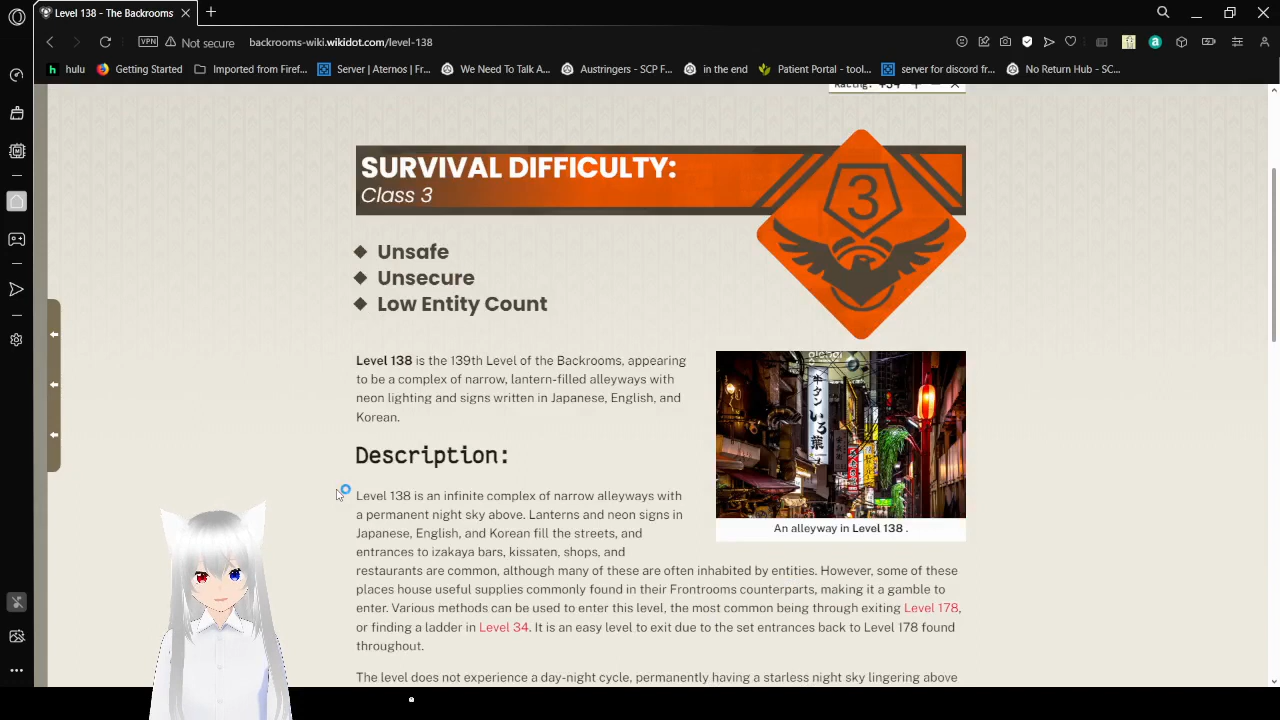 Level 138 - The Backrooms
VPN
Not secure
backrooms-wiki.wikidot.com/level-138
hulu
Getting Started
Imported from Firef...
Server | Aternos | Fr...
We Need To Talk A...
Austringers - SCP F...
in the end
Patient Portal - tool...
server for discord fr...
No Return Hub - SC...
Rating: +34 + – ×
SURVIVAL DIFFICULTY:
Class 3
3
Unsafe
Unsecure
Low Entity Count
Level 138 is the 139th Level of the Backrooms, appearing
to be a complex of narrow, lantern-filled alleyways with
neon lighting and signs written in Japanese, English, and
Korean.
牛タン
いろ葉
An alleyway in Level 138 .
Description:
Level 138 is an infinite complex of narrow alleyways with
a permanent night sky above. Lanterns and neon signs in
Japanese, English, and Korean fill the streets, and
entrances to izakaya bars, kissaten, shops, and
restaurants are common, although many of these are often inhabited by entities. However, some of these
places house useful supplies commonly found in their Frontrooms counterparts, making it a gamble to
enter. Various methods can be used to enter this level, the most common being through exiting Level 178,
or finding a ladder in Level 34. It is an easy level to exit due to the set entrances back to Level 178 found
throughout.
The level does not experience a day-night cycle, permanently having a starless night sky lingering above